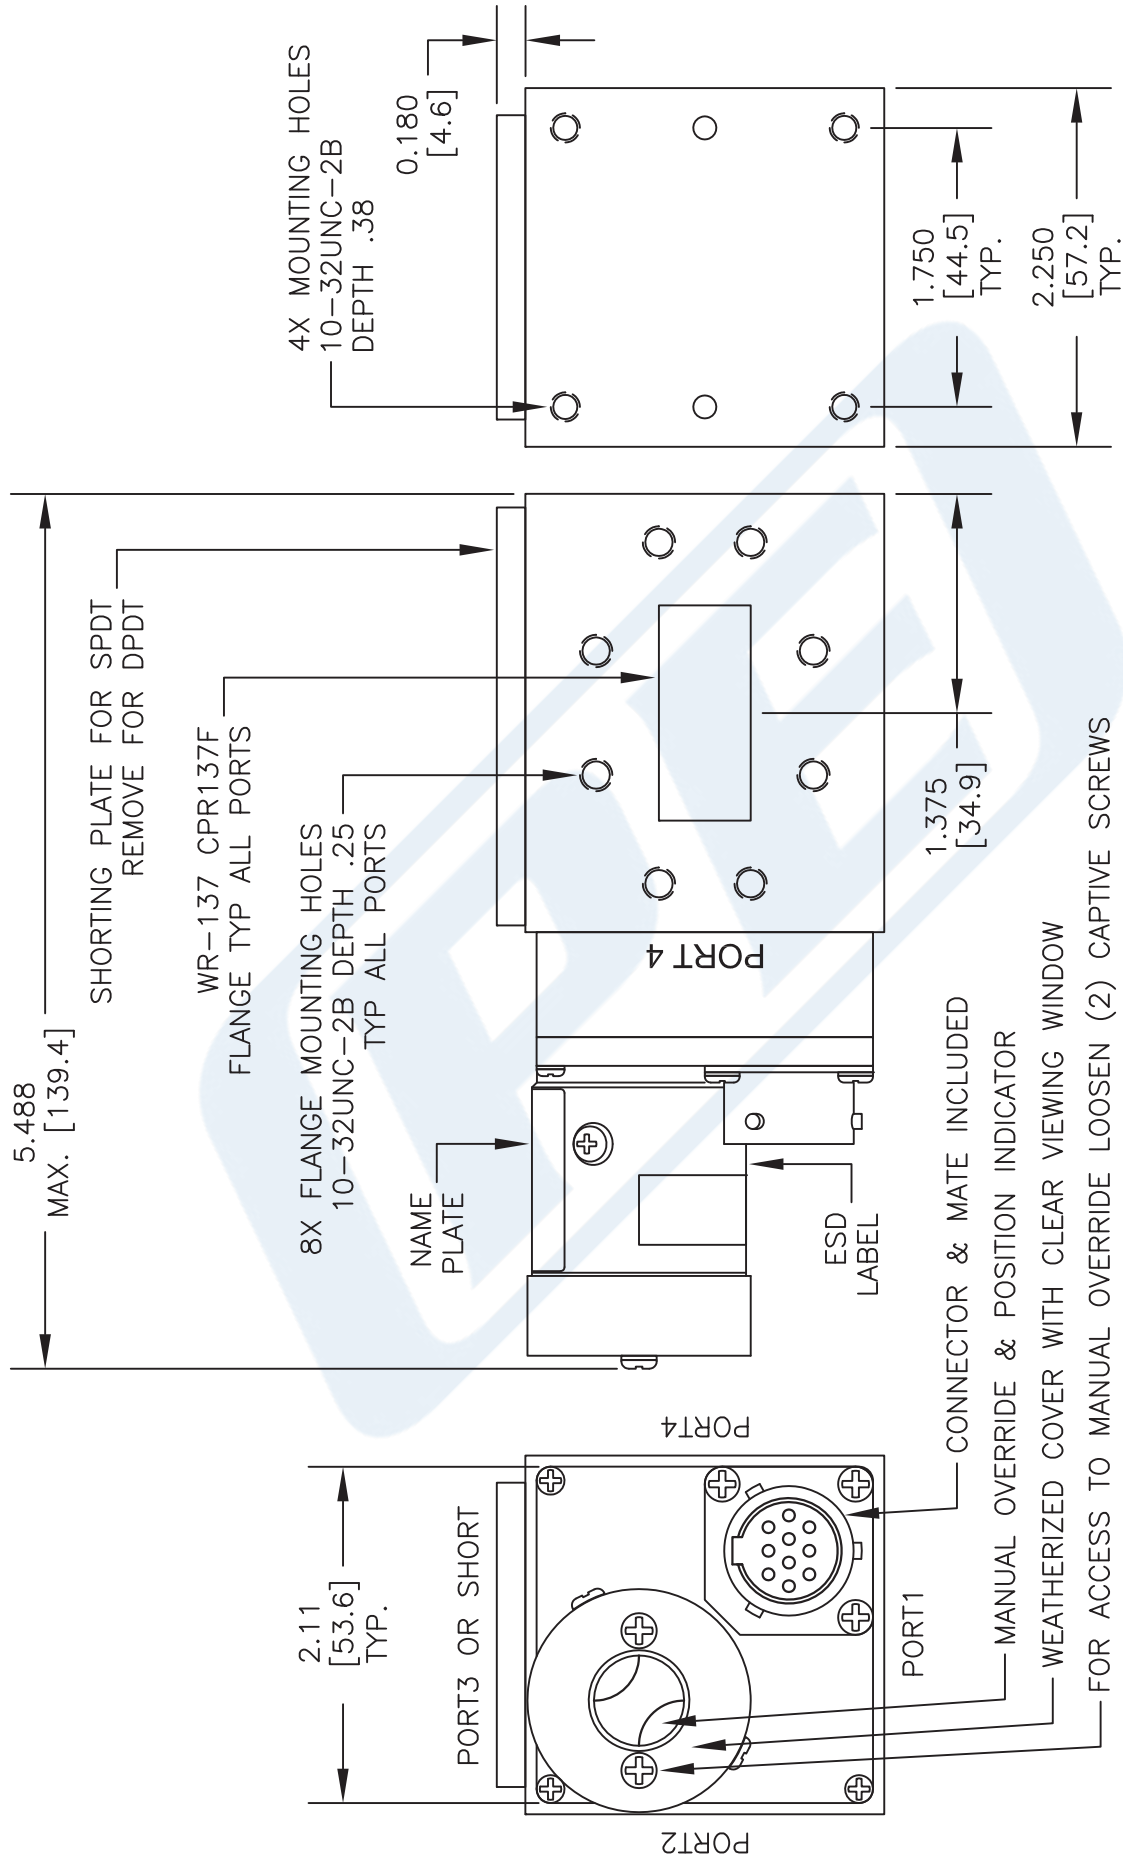 5.488
MAX. [139.4]
SHORTING PLATE FOR SPDT
REMOVE FOR DPDT
WR-137 CPR137F
FLANGE TYP ALL PORTS
8X FLANGE MOUNTING HOLES
10-32UNC-2B DEPTH .25
TYP ALL PORTS
4X MOUNTING HOLES
10-32UNC-2B
DEPTH .38
0.180
[4.6]
2.11
[53.6]
TYP.
NAME
PLATE
PORT3 OR SHORT
PORT2
PORT4
PORT1
PORT 4
ESD
LABEL
1.375
[34.9]
1.750
[44.5]
TYP.
2.250
[57.2]
TYP.
CONNECTOR & MATE INCLUDED
MANUAL OVERRIDE & POSITION INDICATOR
WEATHERIZED COVER WITH CLEAR VIEWING WINDOW
FOR ACCESS TO MANUAL OVERRIDE LOOSEN (2) CAPTIVE SCREWS
PEI